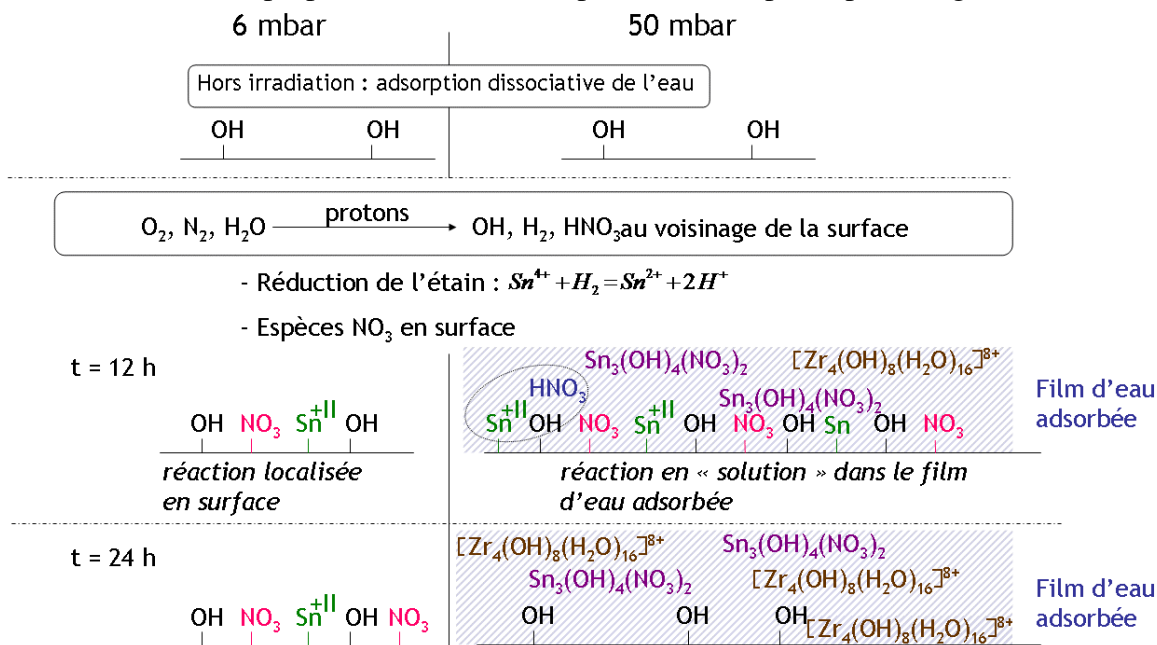 6 mbar 50 mbar
Hors irradiation : adsorption dissociative de l'eau
OH OH OH OH
O₂, N₂, H₂O protons OH, H₂, HNO₃au voisinage de la surface
- Réduction de l'étain : Sn⁴⁺ + H₂ = Sn²⁺ + 2H⁺
- Espèces NO₃ en surface
t = 12 h
OH NO₃ Sn⁺ᴵᴵ OH
réaction localisée
en surface
Sn₃(OH)₄(NO₃)₂ [Zr₄(OH)₈(H₂O)₁₆]⁸⁺
HNO₃ Sn₃(OH)₄(NO₃)₂
Sn⁺ᴵᴵ OH NO₃ Sn⁺ᴵᴵ OH NO₃ OH Sn OH NO₃
Film d'eau
adsorbée
réaction en « solution » dans le film
d'eau adsorbée
t = 24 h
OH NO₃ Sn⁺ᴵᴵ OH NO₃
[Zr₄(OH)₈(H₂O)₁₆]⁸⁺ Sn₃(OH)₄(NO₃)₂
Sn₃(OH)₄(NO₃)₂ [Zr₄(OH)₈(H₂O)₁₆]⁸⁺
OH OH OH [Zr₄(OH)₈(H₂O)₁₆]⁸⁺
Film d'eau
adsorbée